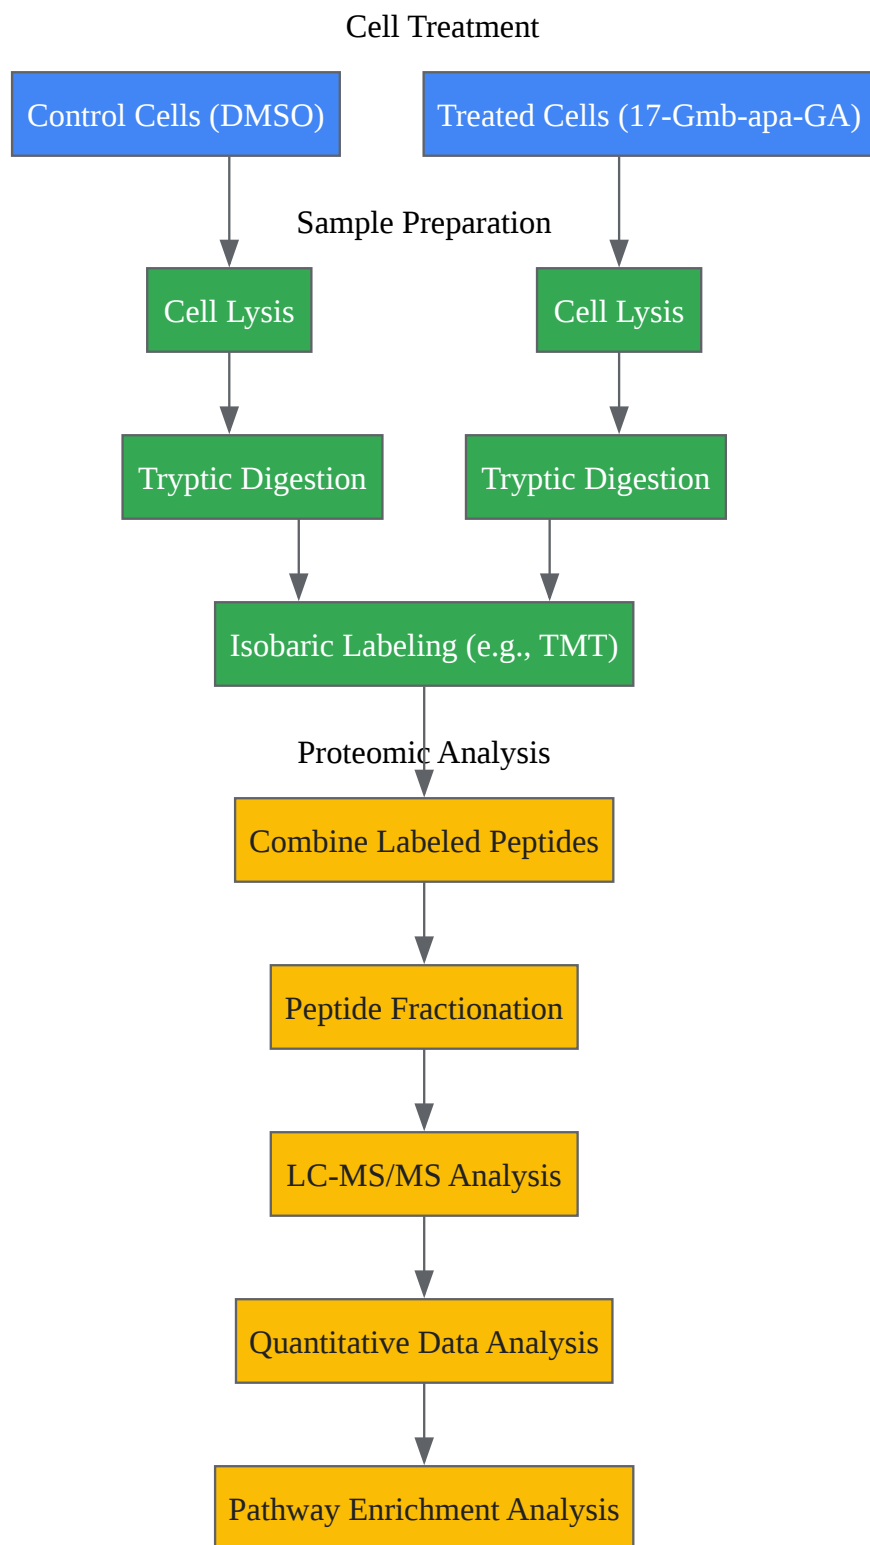 Cell Treatment
Control Cells (DMSO)
Treated Cells (17-Gmb-apa-GA)
Sample Preparation
Cell Lysis
Cell Lysis
Tryptic Digestion
Tryptic Digestion
Isobaric Labeling (e.g., TMT)
Proteomic Analysis
Combine Labeled Peptides
Peptide Fractionation
LC-MS/MS Analysis
Quantitative Data Analysis
Pathway Enrichment Analysis